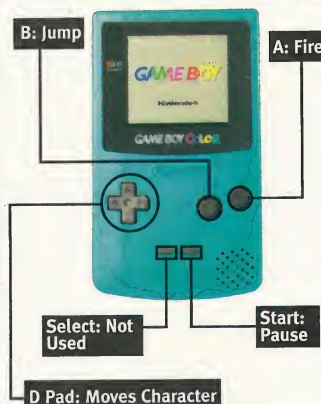 B: Jump
A: Fire
GAME BOY
Nintendo
GAME BOY COLOR
Select: Not
Used
Start:
Pause
D Pad: Moves Character